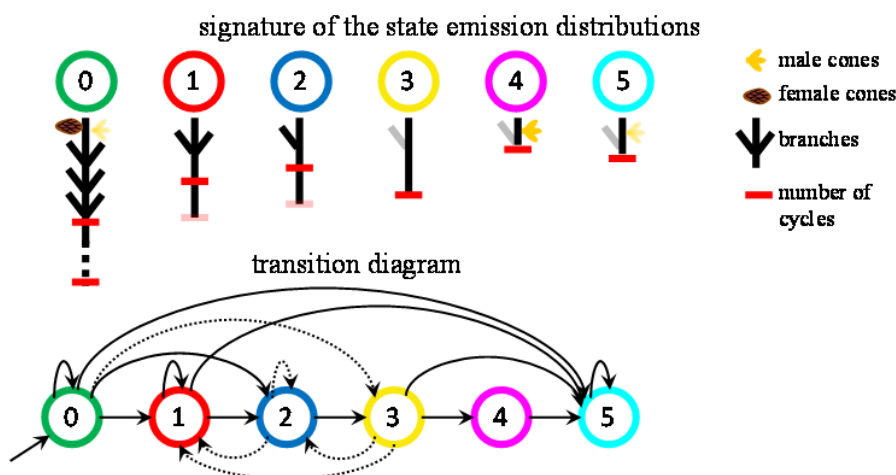 signature of the state emission distributions
0 1 2 3 4 5
male cones
female cones
branches
number of
cycles
transition diagram
0 1 2 3 4 5